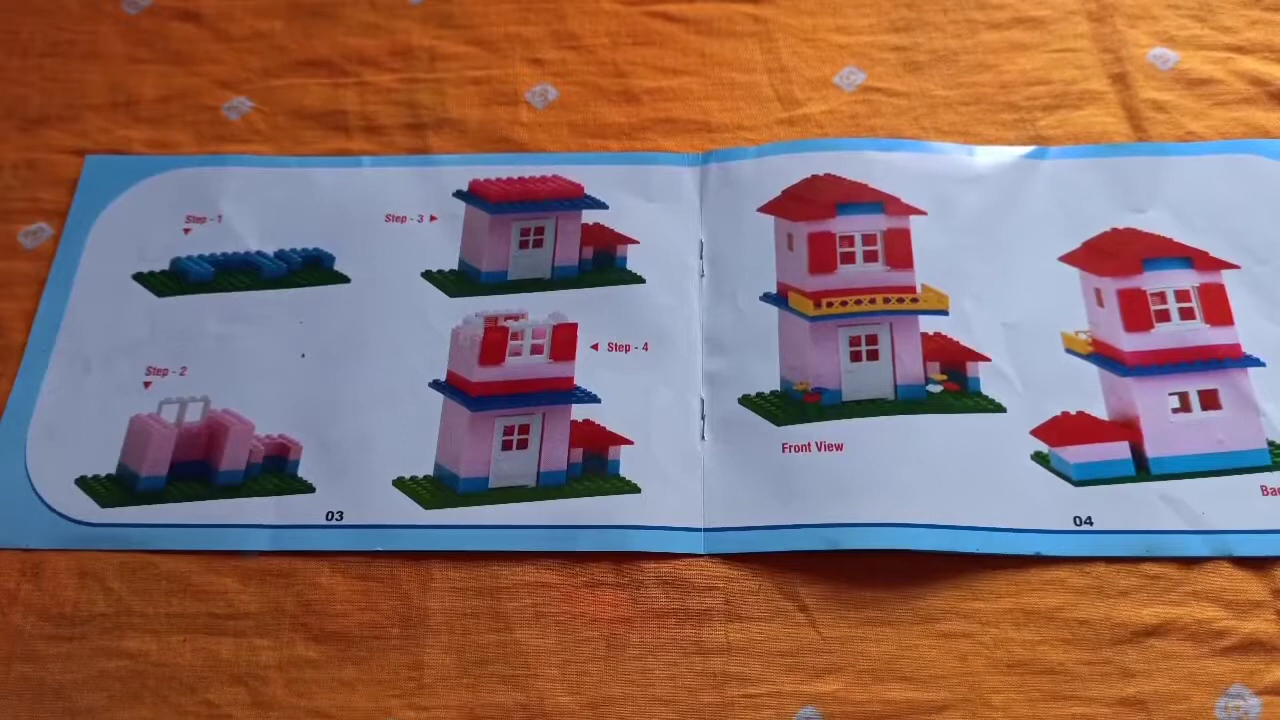 Step - 1
Step - 2
Step - 3
Step - 4
03
Front View
04